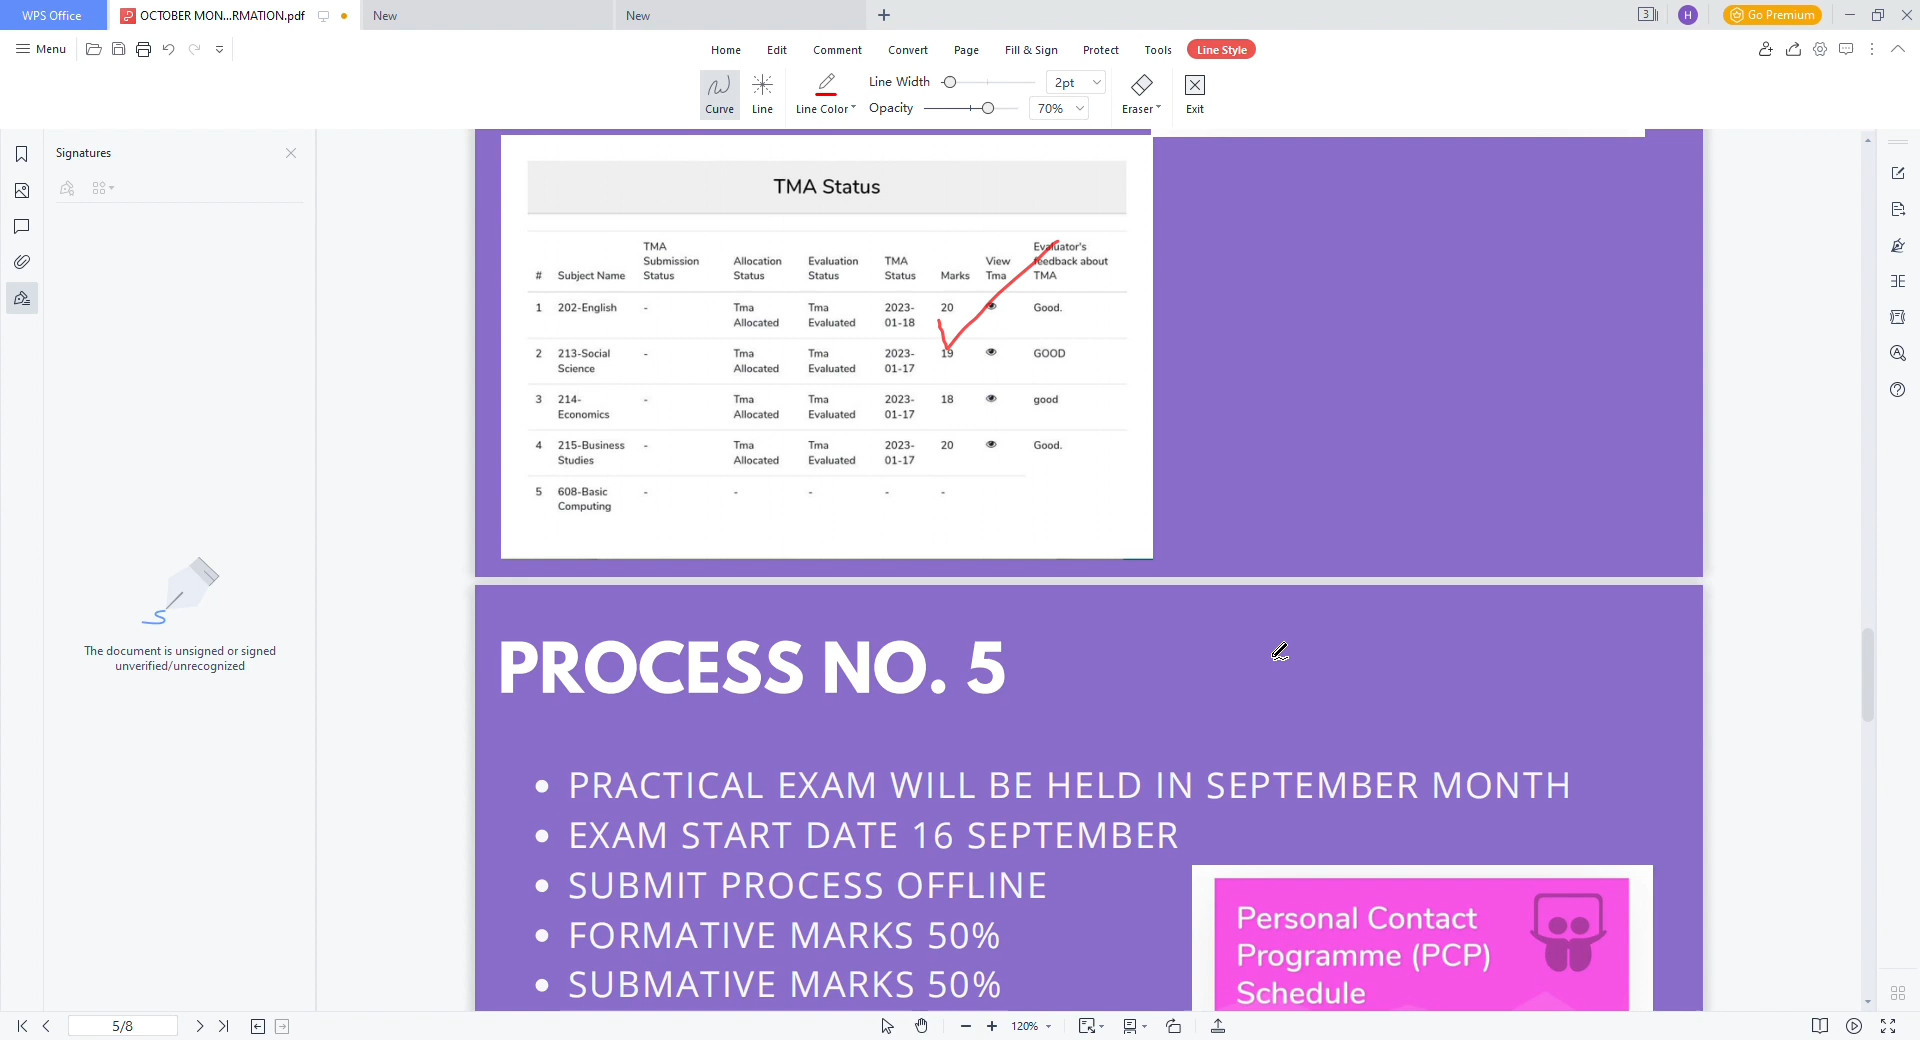 WPS Office
OCTOBER MON...RMATION.pdf
New
New
3
H
Go Premium
Menu
Home
Edit
Comment
Convert
Page
Fill & Sign
Protect
Tools
Line Style
Curve
Line
Line Color
Line Width
2pt
Opacity
70%
Eraser
Exit
Signatures
The document is unsigned or signed
unverified/unrecognized
TMA Status
# Subject Name TMA Submission Status Allocation Status Evaluation Status TMA Status Marks View Tma Evaluator's feedback about TMA
1 202-English - Tma Allocated Tma Evaluated 2023-01-18 20 Good.
2 213-Social Science - Tma Allocated Tma Evaluated 2023-01-17 19 GOOD
3 214-Economics - Tma Allocated Tma Evaluated 2023-01-17 18 good
4 215-Business Studies - Tma Allocated Tma Evaluated 2023-01-17 20 Good.
5 608-Basic Computing - - - - -
PROCESS NO. 5
• PRACTICAL EXAM WILL BE HELD IN SEPTEMBER MONTH
• EXAM START DATE 16 SEPTEMBER
• SUBMIT PROCESS OFFLINE
• FORMATIVE MARKS 50%
• SUBMATIVE MARKS 50%
Personal Contact
Programme (PCP)
Schedule
5/8
120%